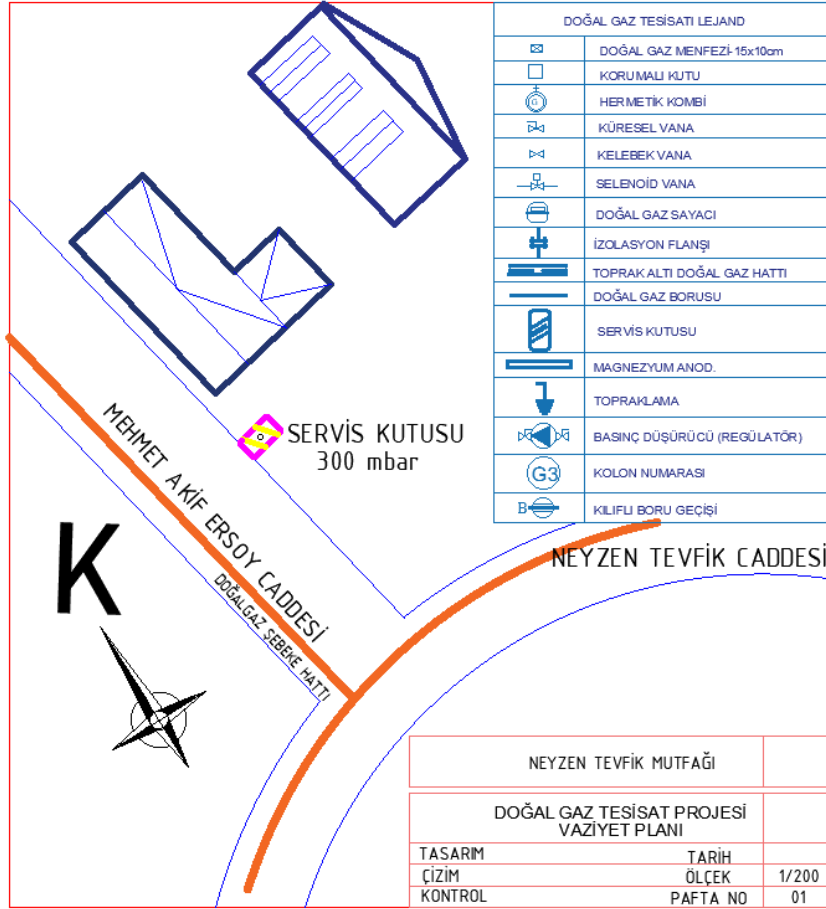 DOĞAL GAZ TESİSATI LEJAND
DOĞAL GAZ MENFEZİ-15x10cm
KORUMALI KUTU
G
HERMETİK KOMBİ
KÜRESEL VANA
KELEBEK VANA
SELENOİD VANA
DOĞAL GAZ SAYACI
İZOLASYON FLANŞI
TOPRAK ALTI DOĞAL GAZ HATTI
DOĞAL GAZ BORUSU
SERVİS KUTUSU
MAGNEZYUM ANOD.
TOPRAKLAMA
BASINÇ DÜŞÜRÜCÜ (REGÜLATÖR)
G3 KOLON NUMARASI
B KILIFLI BORU GEÇİŞİ
SERVİS KUTUSU
300 mbar
MEHMET AKİF ERSOY CADDESİ
DOĞALGAZ ŞEBEKE HATTI
NEYZEN TEVFİK CADDESİ
K
NEYZEN TEVFİK MUTFAĞI
DOĞAL GAZ TESİSAT PROJESİ
VAZİYET PLANI
TASARIM TARİH
ÇİZİM ÖLÇEK 1/200
KONTROL PAFTA NO 01